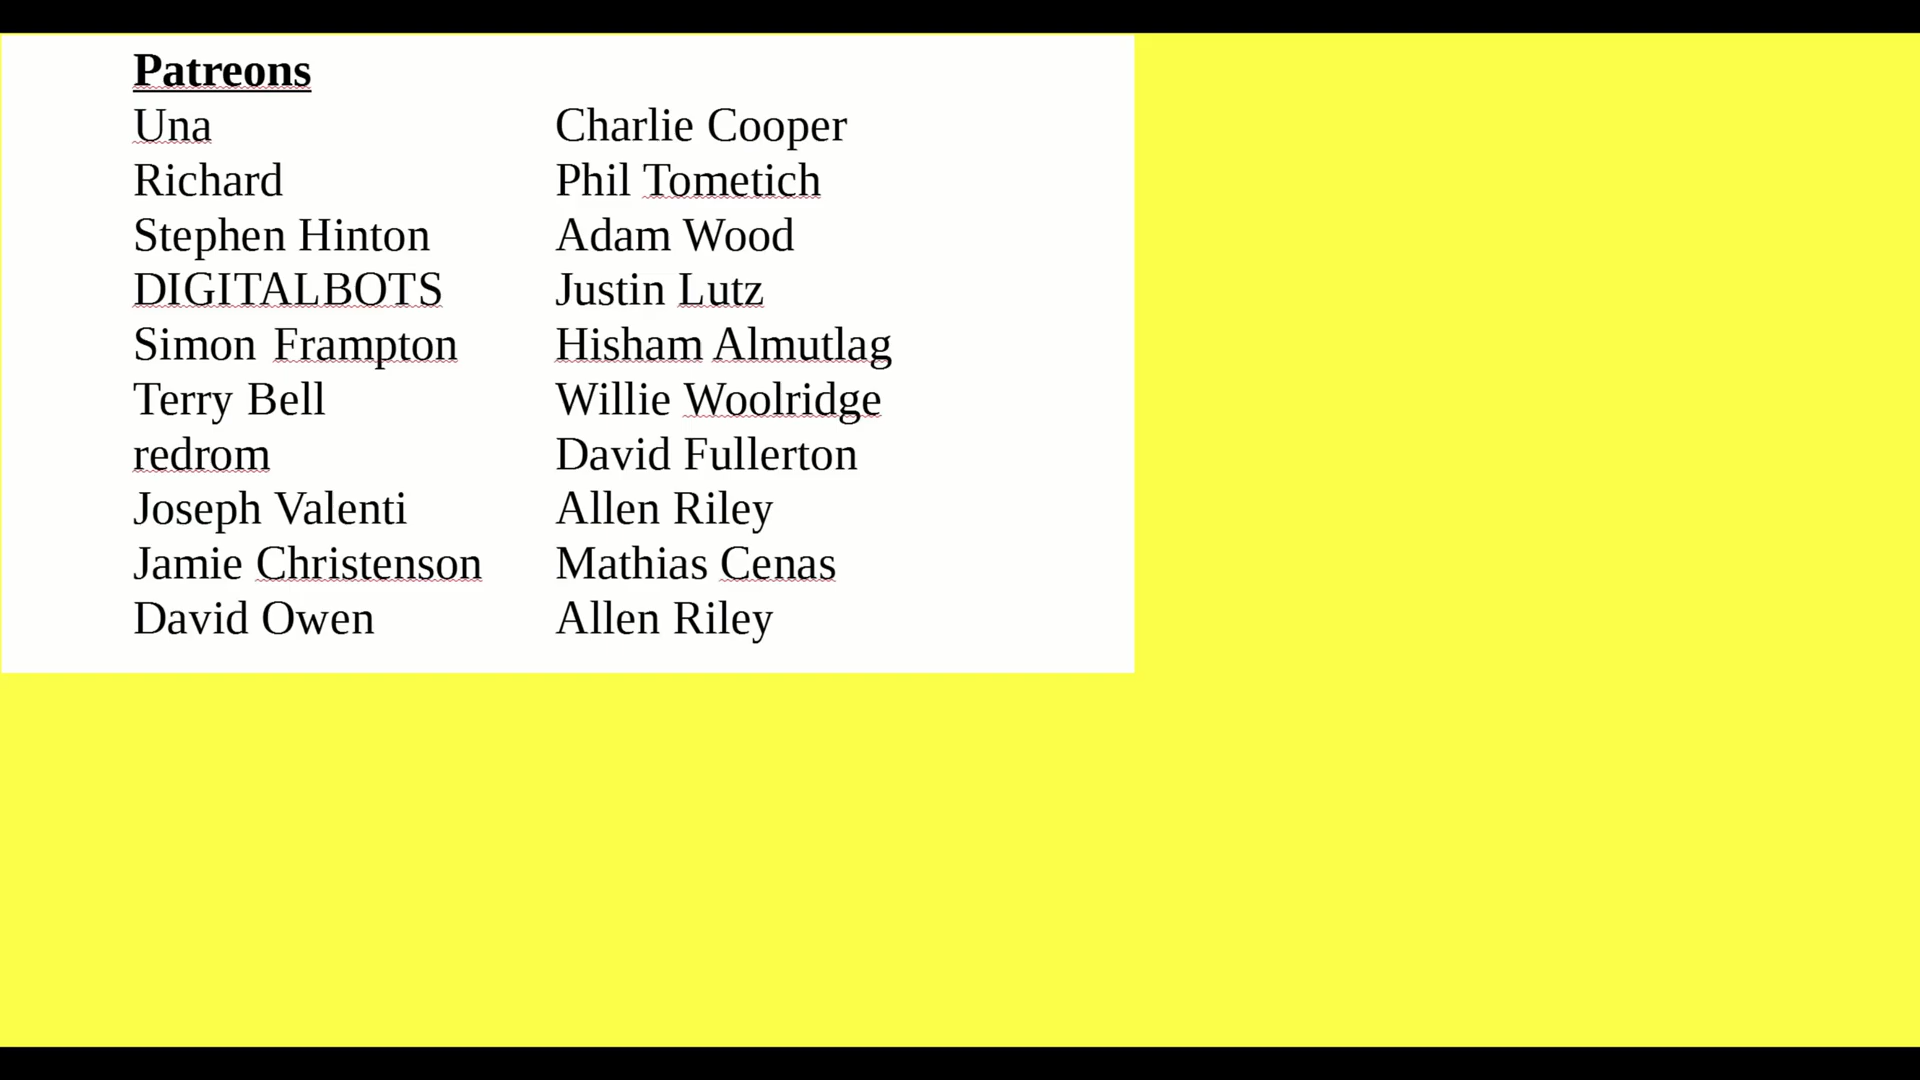 Patreons
Una Charlie Cooper
Richard Phil Tometich
Stephen Hinton Adam Wood
DIGITALBOTS Justin Lutz
Simon Frampton Hisham Almutlag
Terry Bell Willie Woolridge
redrom David Fullerton
Joseph Valenti Allen Riley
Jamie Christenson Mathias Cenas
David Owen Allen Riley